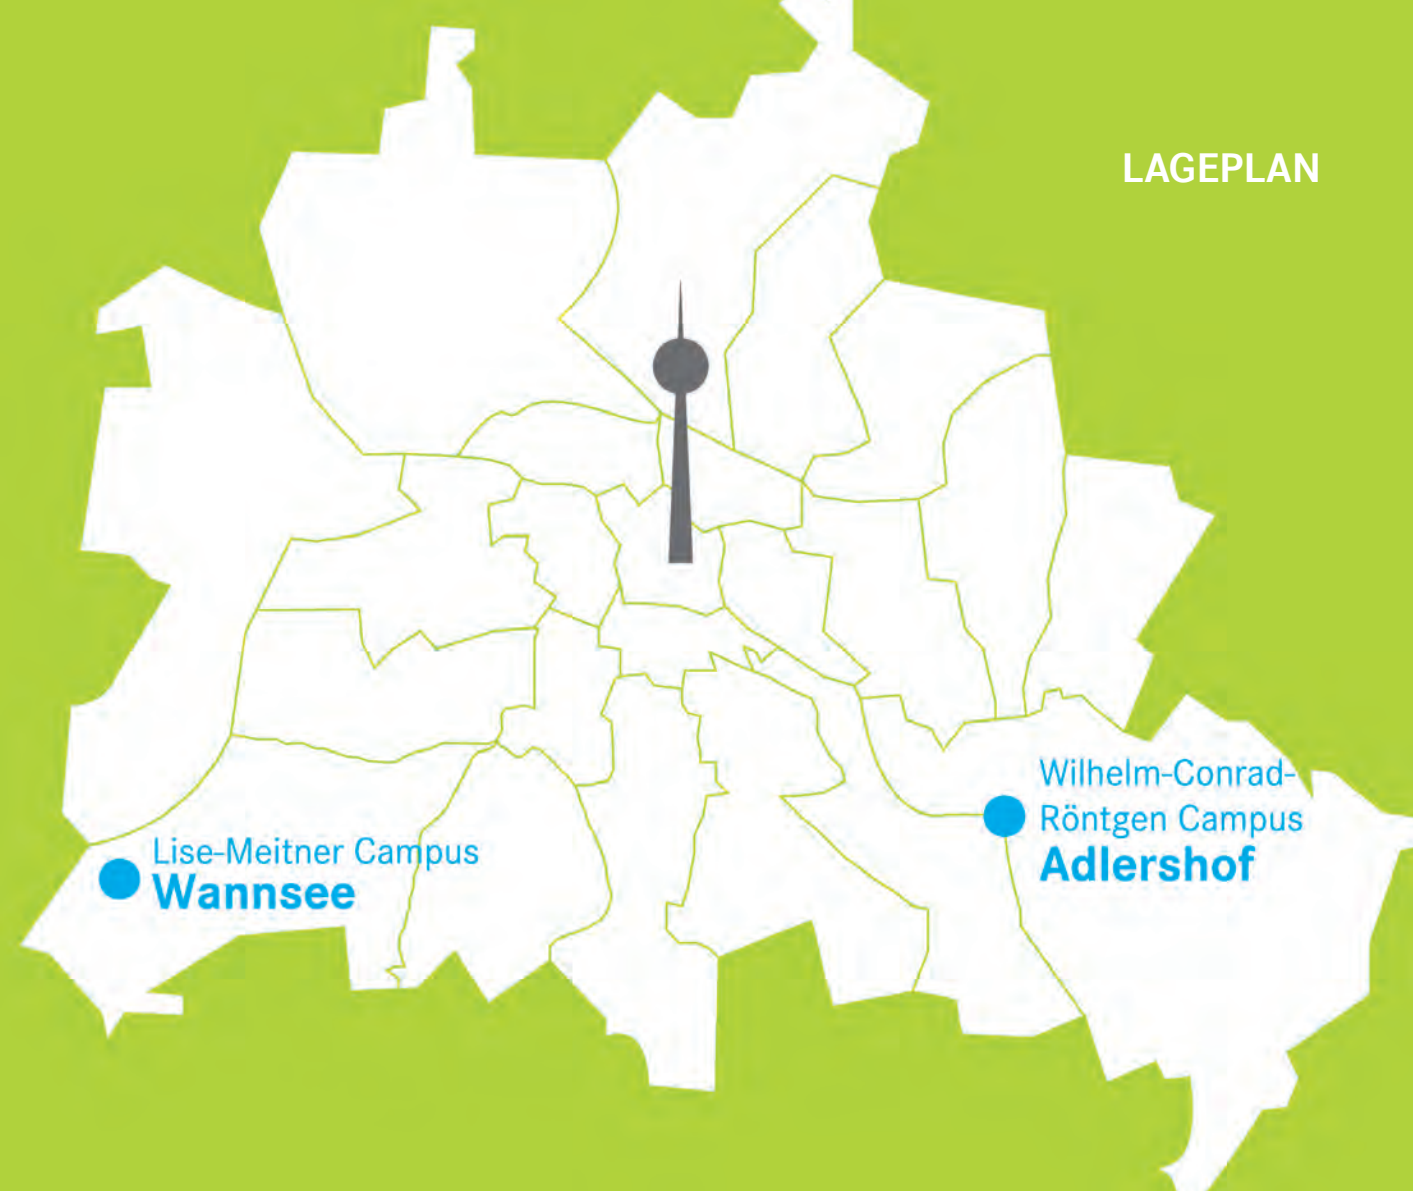 LAGEPLAN
Wilhelm-Conrad-
Röntgen Campus
Adlershof
Lise-Meitner Campus
Wannsee